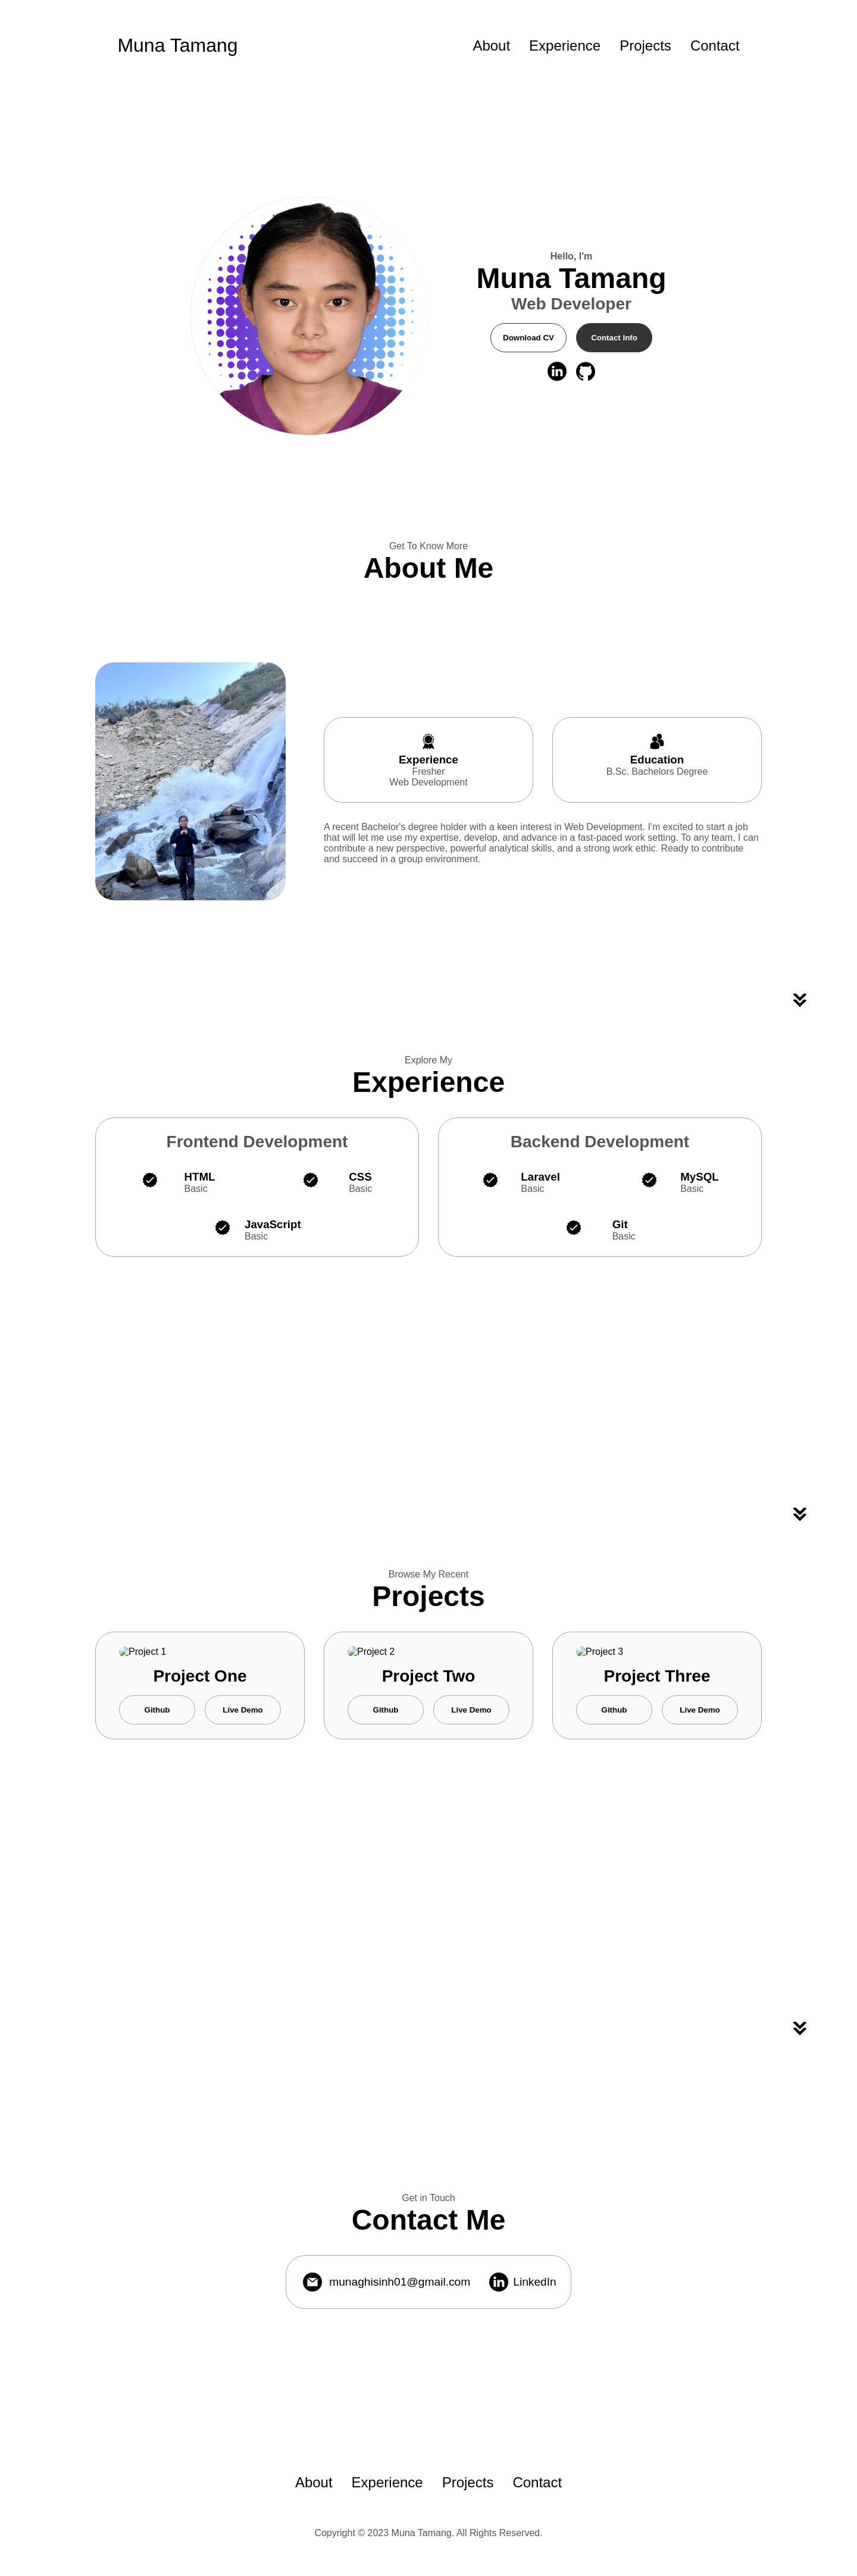 Muna Tamang
About Experience Projects Contact
Hello, I'm
Muna Tamang
Web Developer
Download CV Contact Info
Get To Know More
About Me
Experience
Fresher
Web Development
Education
B.Sc. Bachelors Degree
A recent Bachelor's degree holder with a keen interest in Web Development. I'm excited to start a job
that will let me use my expertise, develop, and advance in a fast-paced work setting. To any team, I can
contribute a new perspective, powerful analytical skills, and a strong work ethic. Ready to contribute
and succeed in a group environment.
Explore My
Experience
Frontend Development
HTML
Basic
CSS
Basic
JavaScript
Basic
Backend Development
Laravel
Basic
MySQL
Basic
Git
Basic
Browse My Recent
Projects
Project 1
Project One
Github Live Demo
Project 2
Project Two
Github Live Demo
Project 3
Project Three
Github Live Demo
Get in Touch
Contact Me
munaghisinh01@gmail.com LinkedIn
About Experience Projects Contact
Copyright © 2023 Muna Tamang. All Rights Reserved.